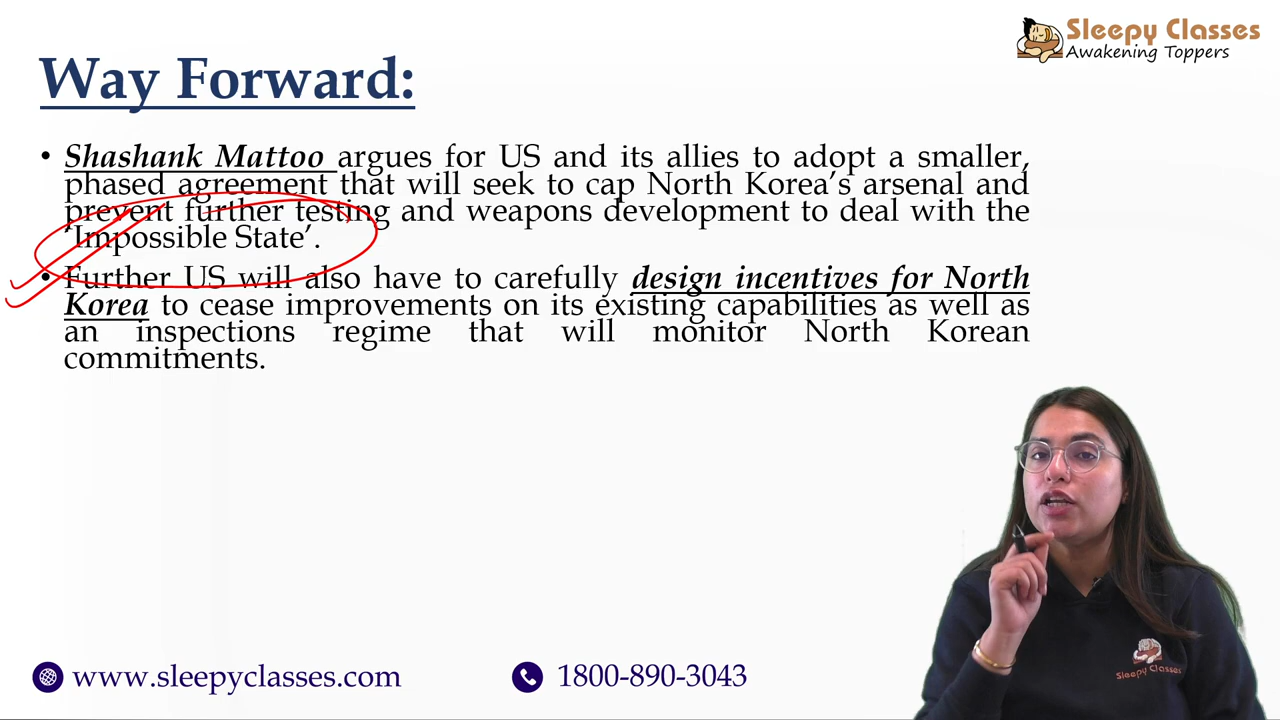 Sleepy Classes
Awakening Toppers
Way Forward:
• Shashank Mattoo argues for US and its allies to adopt a smaller,
phased agreement that will seek to cap North Korea’s arsenal and
prevent further testing and weapons development to deal with the
‘Impossible State’.
• Further US will also have to carefully design incentives for North
Korea to cease improvements on its existing capabilities as well as
an inspections regime that will monitor North Korean
commitments.
Sleepy Classes
www.sleepyclasses.com
1800-890-3043